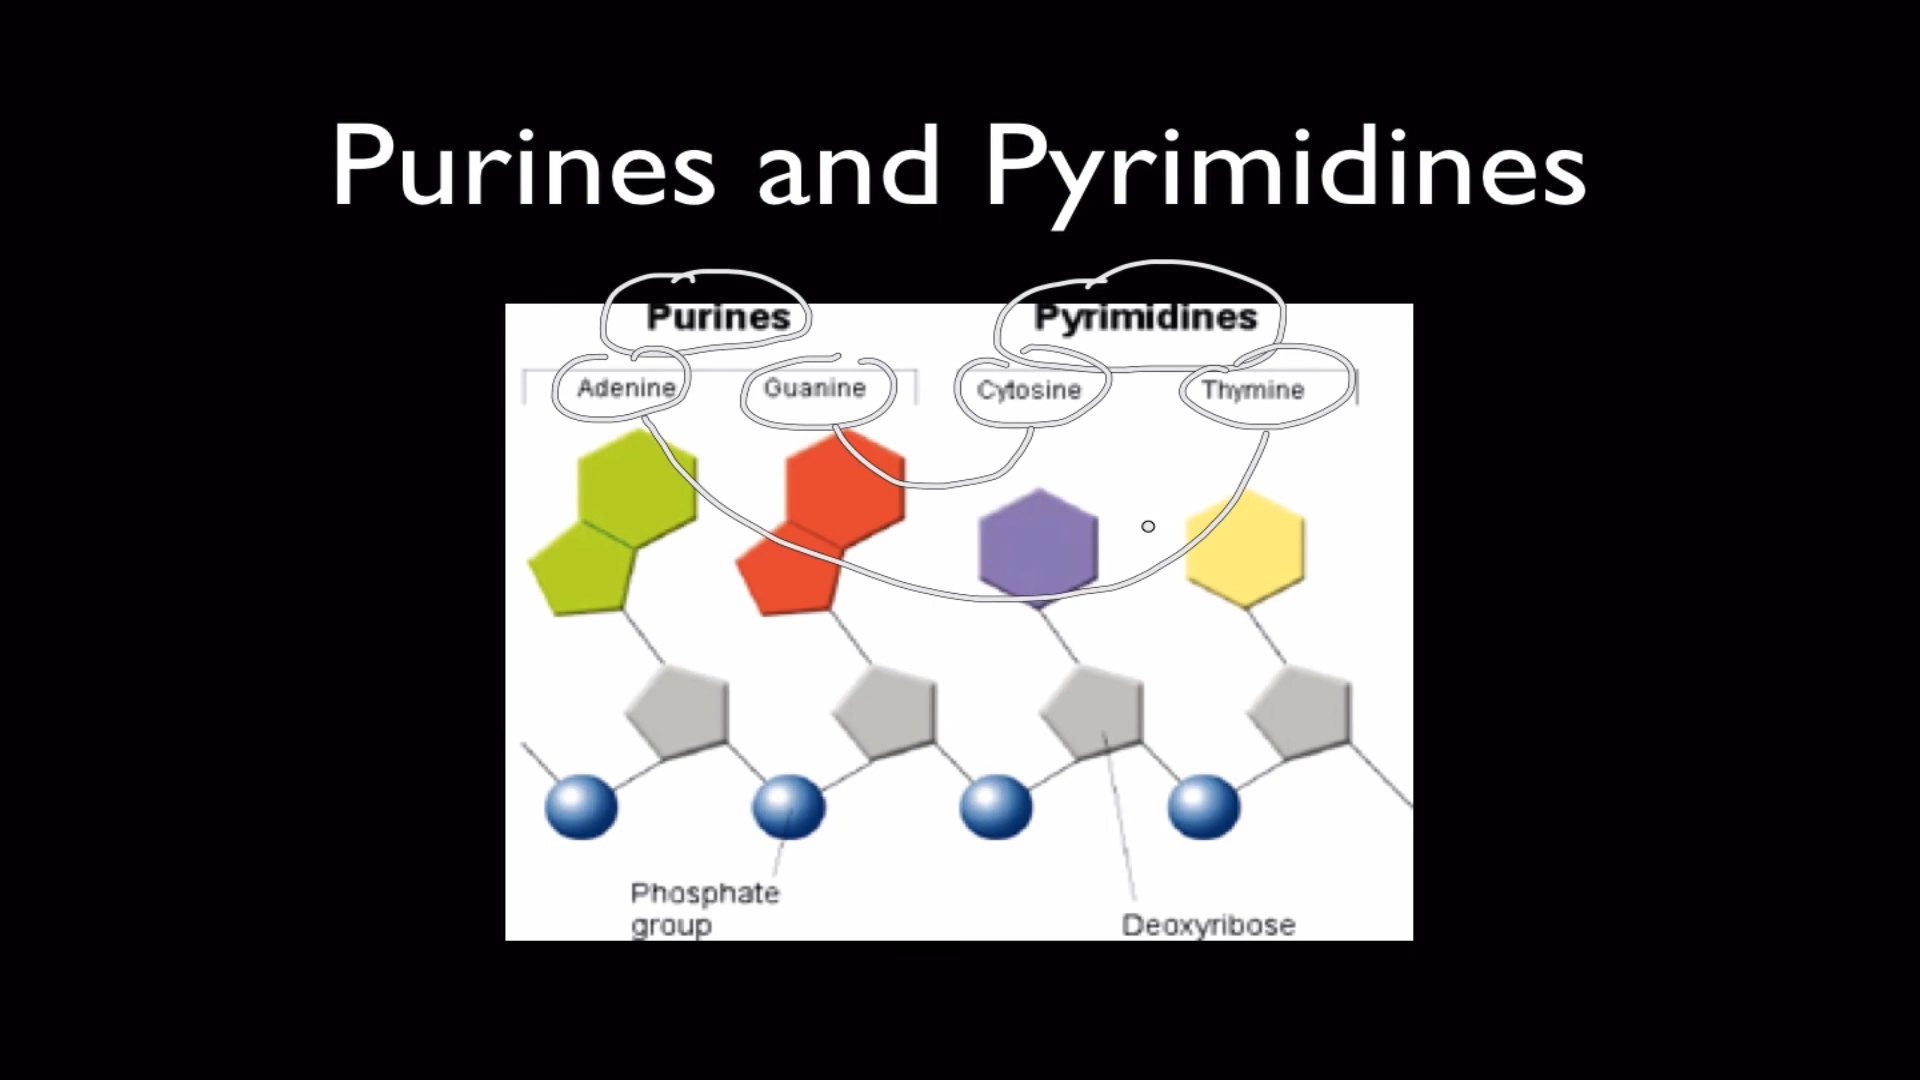 Purines and Pyrimidines
Purines Pyrimidines
Adenine Guanine Cytosine Thymine
Phosphate
group
Deoxyribose